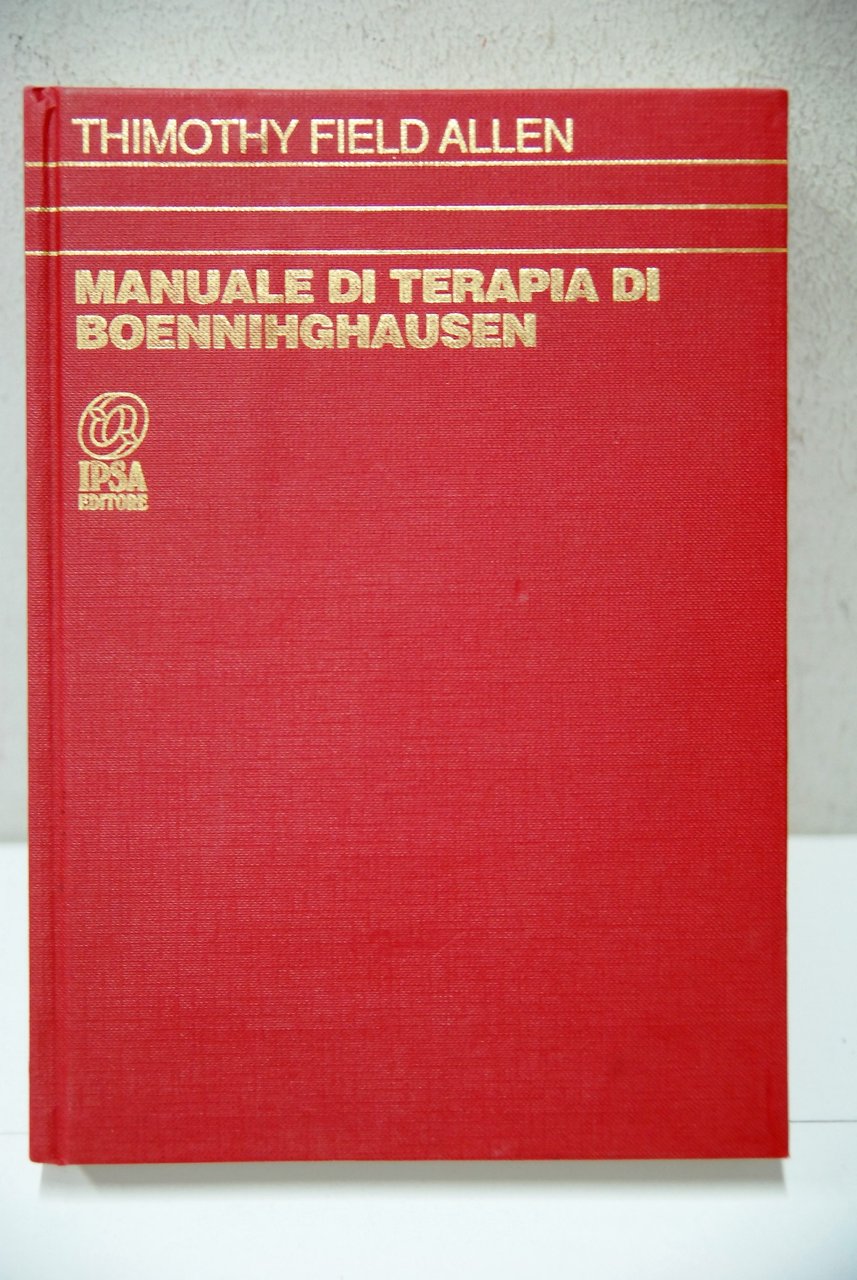 THIMOTHY FIELD ALLEN
MANUALE DI TERAPIA DI
BOENNIHGHAUSEN
IPSA
EDITORE